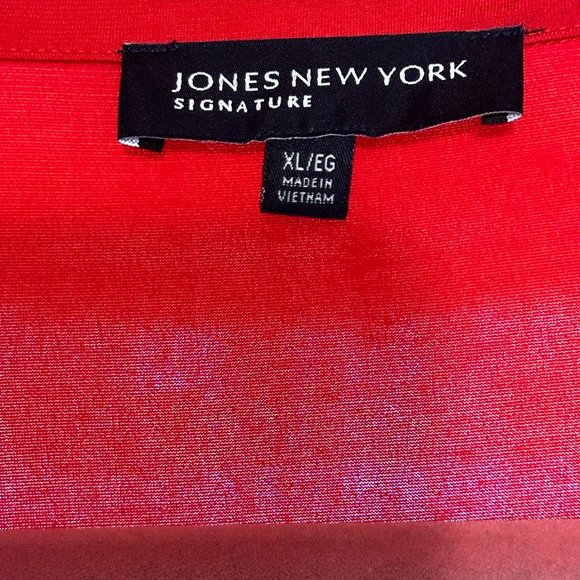 JONES NEW YORK
SIGNATURE
XL/EG
MADE IN
VIETNAM